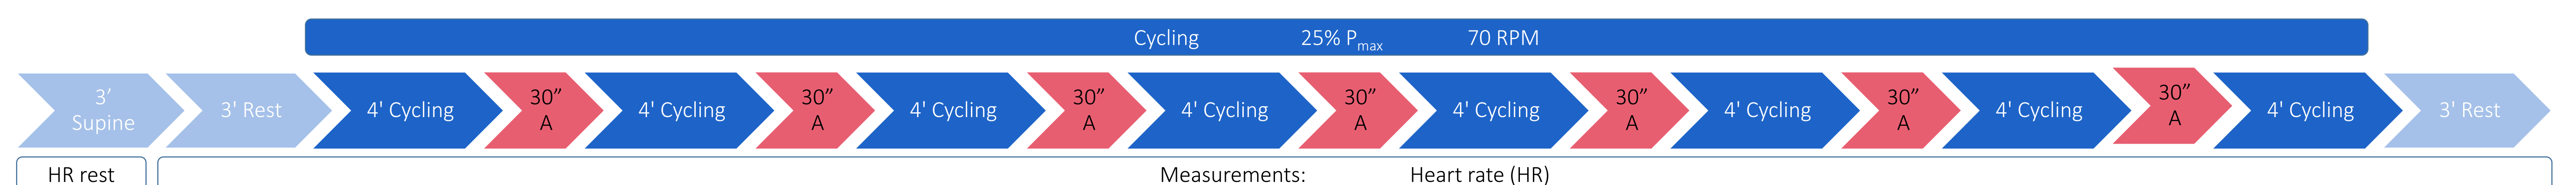 Cycling 25% Pmax 70 RPM
3’
Supine
3' Rest
4' Cycling
30”
A
4' Cycling
30”
A
4' Cycling
30”
A
4' Cycling
30”
A
4' Cycling
30”
A
4' Cycling
30”
A
4' Cycling
30”
A
4' Cycling
3' Rest
HR rest
Measurements: Heart rate (HR)